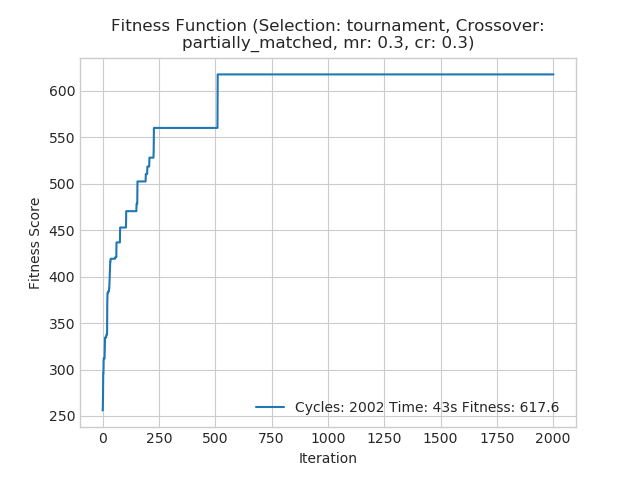 Fitness Function (Selection: tournament, Crossover:
partially_matched, mr: 0.3, cr: 0.3)
600
550
500
450
400
350
300
250
Fitness Score
Cycles: 2002 Time: 43s Fitness: 617.6
0 250 500 750 1000 1250 1500 1750 2000
Iteration